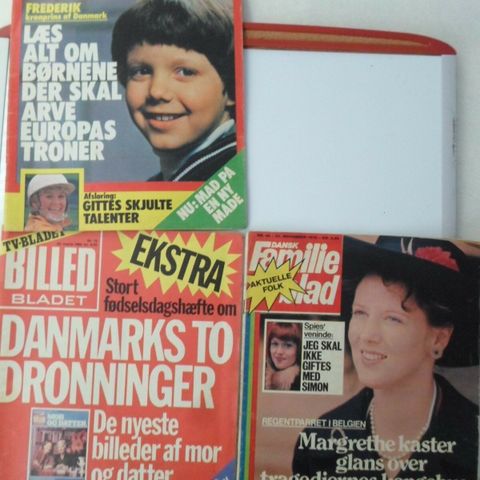 FREDERIK
kronprins af Danmark
LÆS
ALT OM
BØRNENE
DER SKAL
ARVE
EUROPAS
TRONER
Afsløring:
GITTES SKJULTE
TALENTER
NU: MAD PÅ
EN NY
MÅDE
TV-BLADET
BILLED
BLADET
EKSTRA
Stort
fødselsdagshæfte om
DANMARKS TO
DRONNINGER
MOR
OG DATTER
De nyeste
billeder af mor
og datter
DANSK
Familie
Blad
AKTUELLE
FOLK
Spies'
veninde:
JEG SKAL
IKKE
GIFTES
MED
SIMON
REGENTPARRET I BELGIEN
Margrethe kaster
glans over